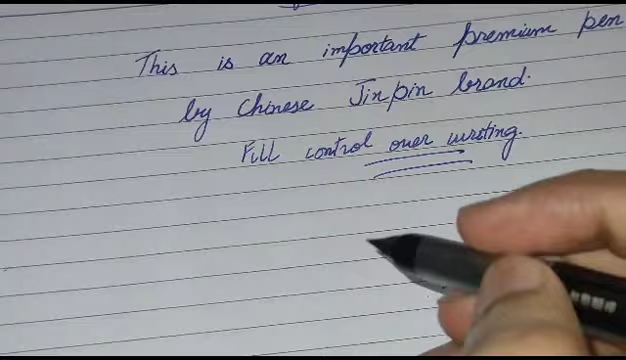 This is an important premium pen
by Chinese Jinpin brand.
Full control over writing.